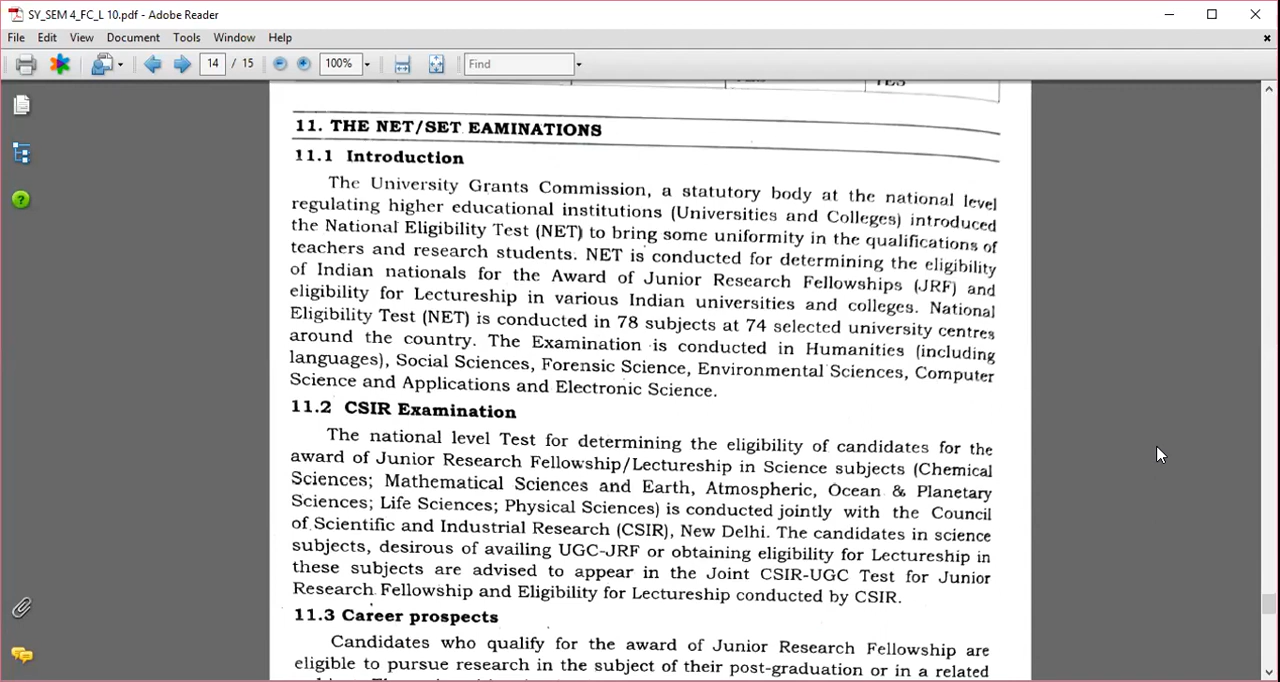 SY_SEM 4_FC_L 10.pdf - Adobe Reader
File Edit View Document Tools Window Help
14 / 15 100% Find
11. THE NET/SET EAMINATIONS
11.1 Introduction
The University Grants Commission, a statutory body at the national level
regulating higher educational institutions (Universities and Colleges) introduced
the National Eligibility Test (NET) to bring some uniformity in the qualifications of
teachers and research students. NET is conducted for determining the eligibility
of Indian nationals for the Award of Junior Research Fellowships (JRF) and
eligibility for Lectureship in various Indian universities and colleges. National
Eligibility Test (NET) is conducted in 78 subjects at 74 selected university centres
around the country. The Examination is conducted in Humanities (including
languages), Social Sciences, Forensic Science, Environmental Sciences, Computer
Science and Applications and Electronic Science.
11.2 CSIR Examination
The national level Test for determining the eligibility of candidates for the
award of Junior Research Fellowship/Lectureship in Science subjects (Chemical
Sciences; Mathematical Sciences and Earth, Atmospheric, Ocean & Planetary
Sciences; Life Sciences; Physical Sciences) is conducted jointly with the Council
of Scientific and Industrial Research (CSIR), New Delhi. The candidates in science
subjects, desirous of availing UGC-JRF or obtaining eligibility for Lectureship in
these subjects are advised to appear in the Joint CSIR-UGC Test for Junior
Research Fellowship and Eligibility for Lectureship conducted by CSIR.
11.3 Career prospects
Candidates who qualify for the award of Junior Research Fellowship are
eligible to pursue research in the subject of their post-graduation or in a related